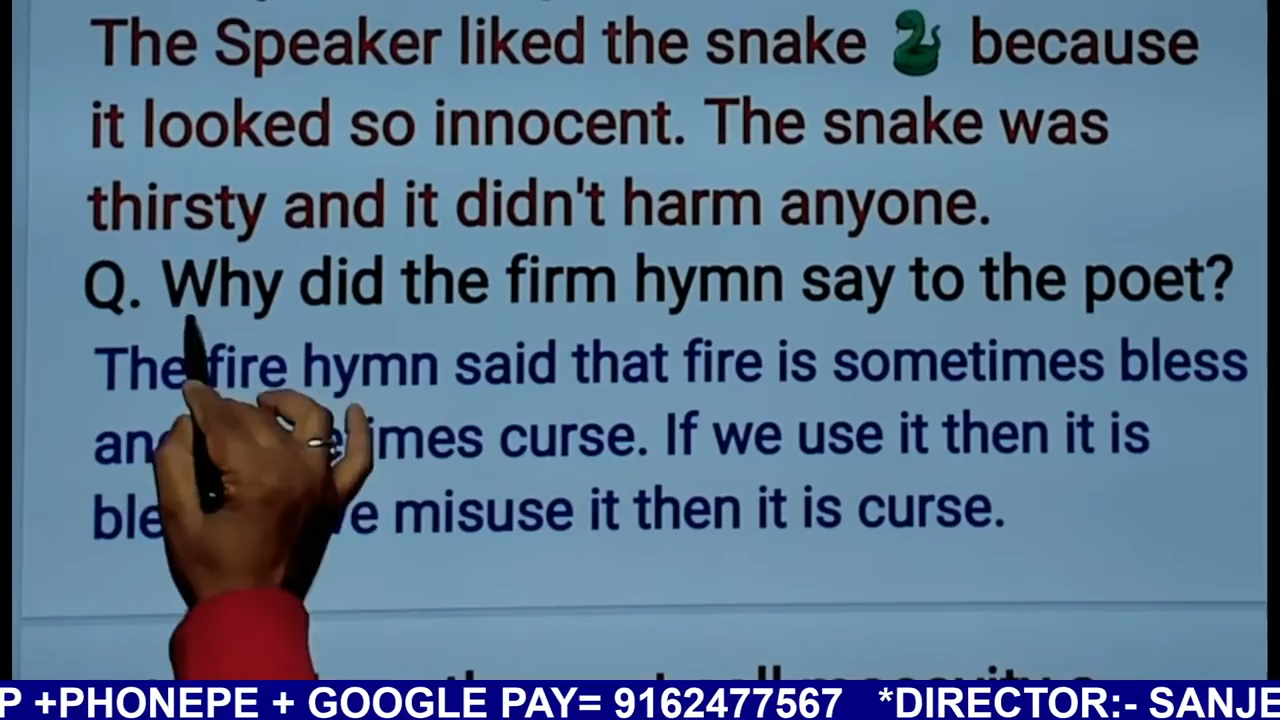 The Speaker liked the snake 🐍 because
it looked so innocent. The snake was
thirsty and it didn't harm anyone.
Q. Why did the firm hymn say to the poet?
The fire hymn said that fire is sometimes bless
curse. If we use it then it is
misuse it then it is curse.
P +PHONEPE + GOOGLE PAY= 9162477567 *DIRECTOR:- SANJE